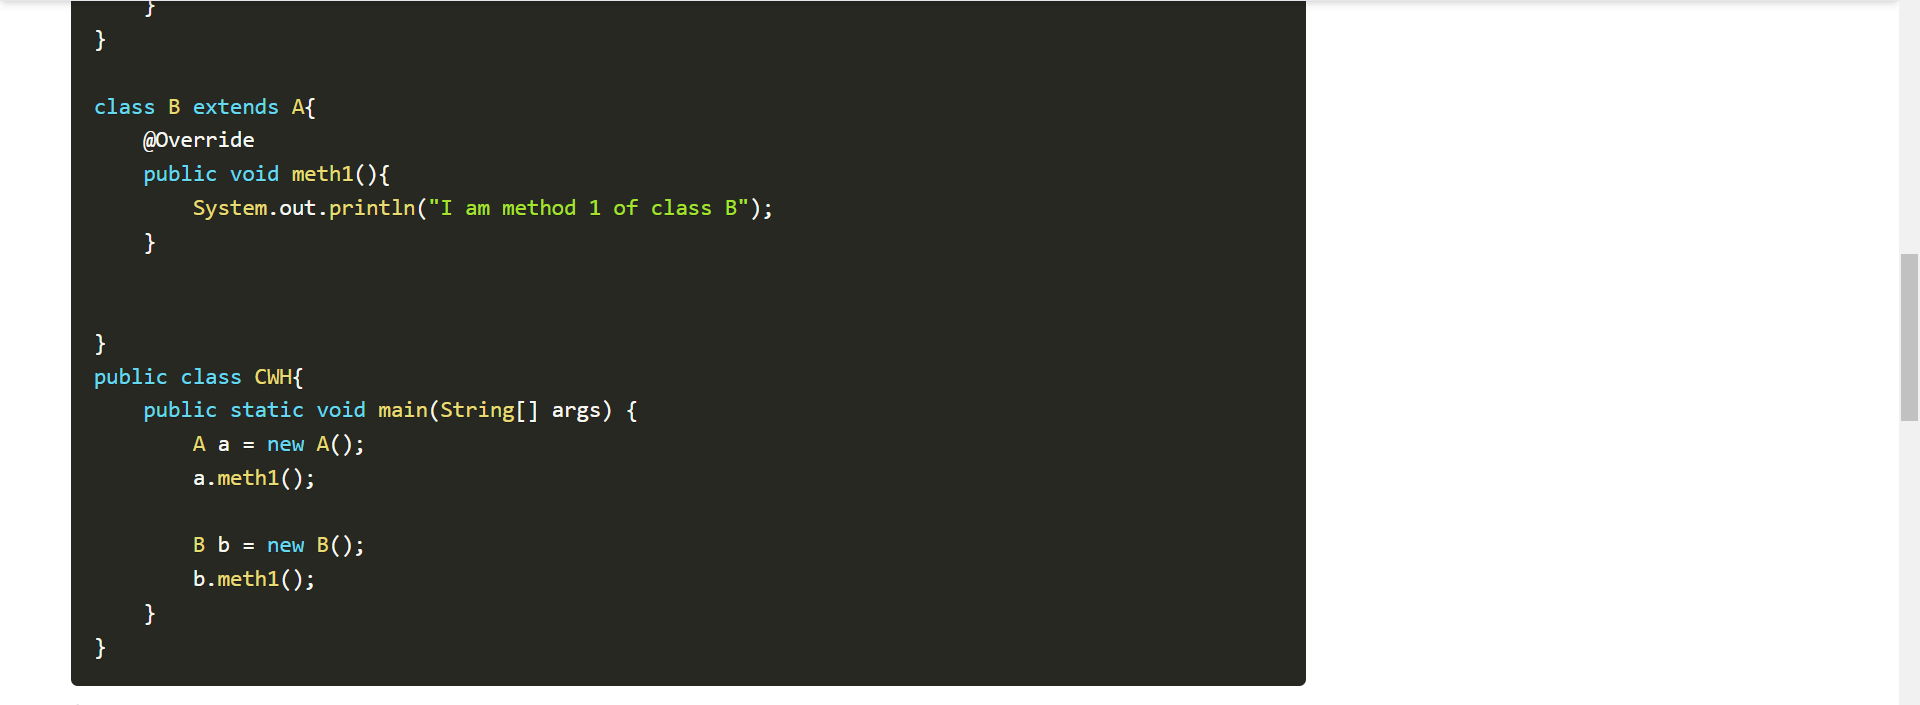 }
}

class B extends A{
    @Override
    public void meth1(){
        System.out.println("I am method 1 of class B");
    }


}
public class CWH{
    public static void main(String[] args) {
        A a = new A();
        a.meth1();

        B b = new B();
        b.meth1();
    }
}